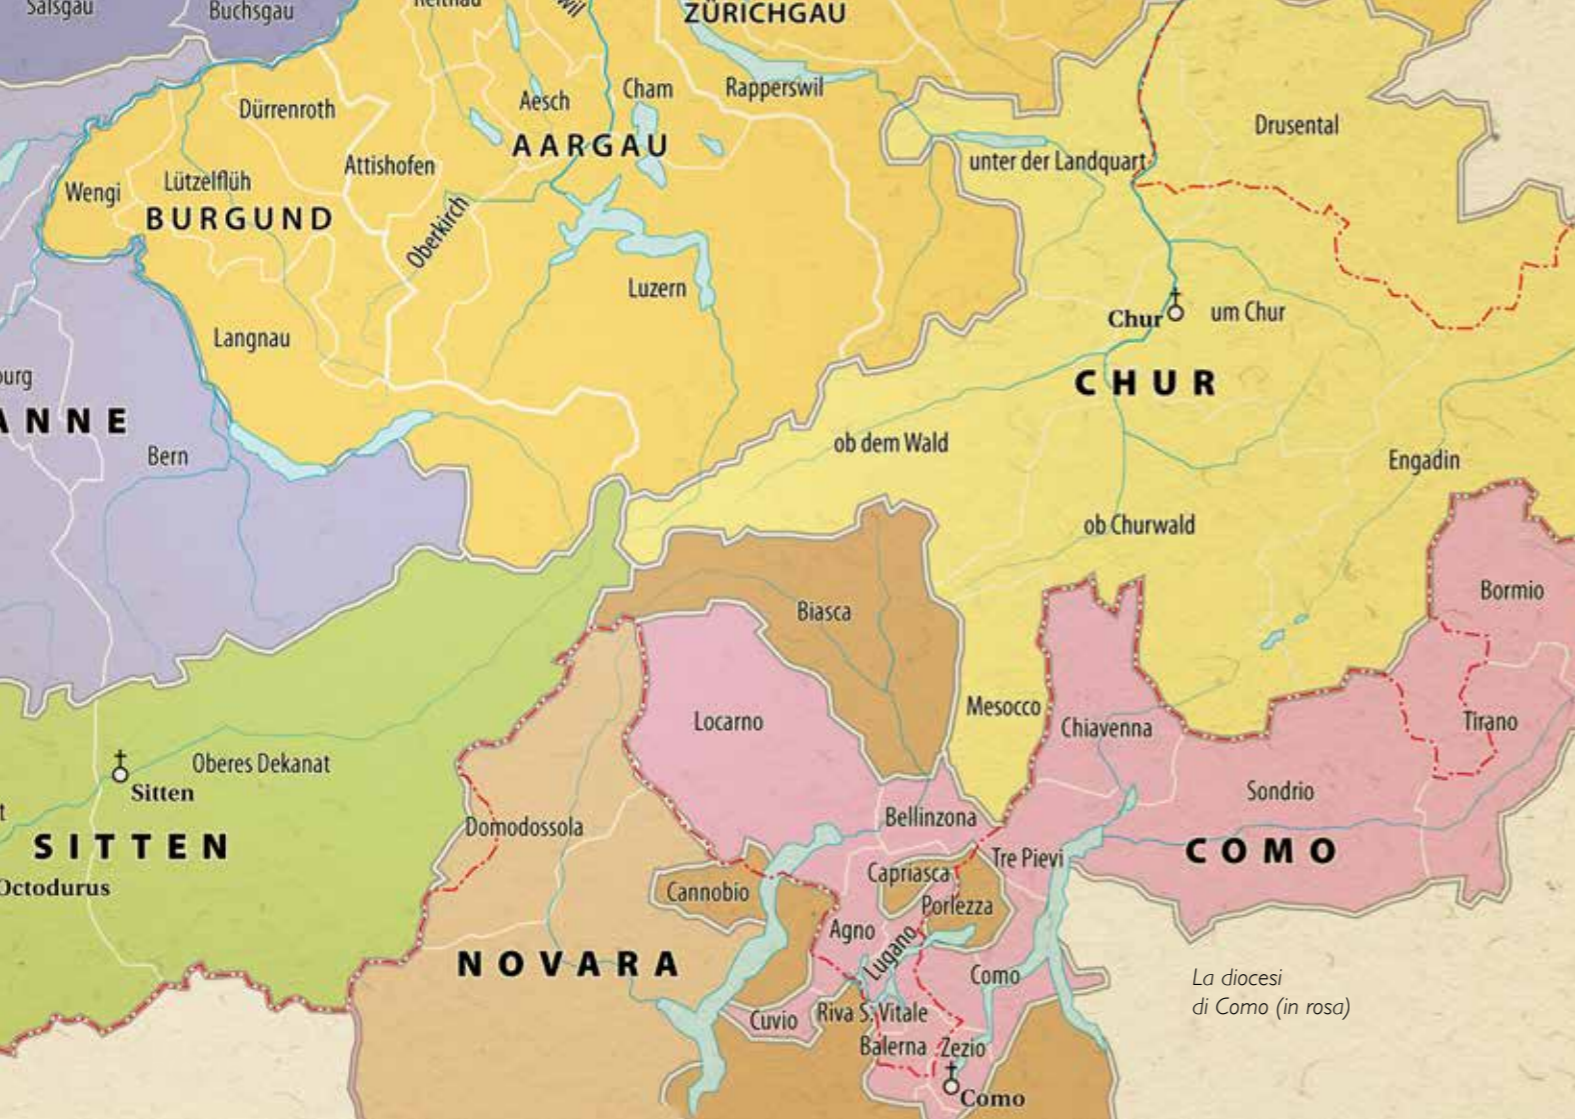 Salsgau
Buchsgau
ZÜRICHGAU
Dürrenroth
Aesch
Cham
Rapperswil
AARGAU
Drusental
unter der Landquart
Attishofen
Lützelflüh
Wengi
BURGUND
Oberkirch
Luzern
Langnau
Chur
um Chur
CHUR
ANNE
Bern
ob dem Wald
Engadin
ob Churwald
Bormio
Biasca
Mesocco
Locarno
Chiavenna
Tirano
Oberes Dekanat
Sitten
SITTEN
Octodurus
Domodossola
Bellinzona
Sondrio
COMO
Tre Pievi
Capriasca
Cannobio
Porlezza
Agno
Lugano
NOVARA
Como
Cuvio
Riva S. Vitale
Balerna
Zezio
Como
La diocesi
di Como (in rosa)